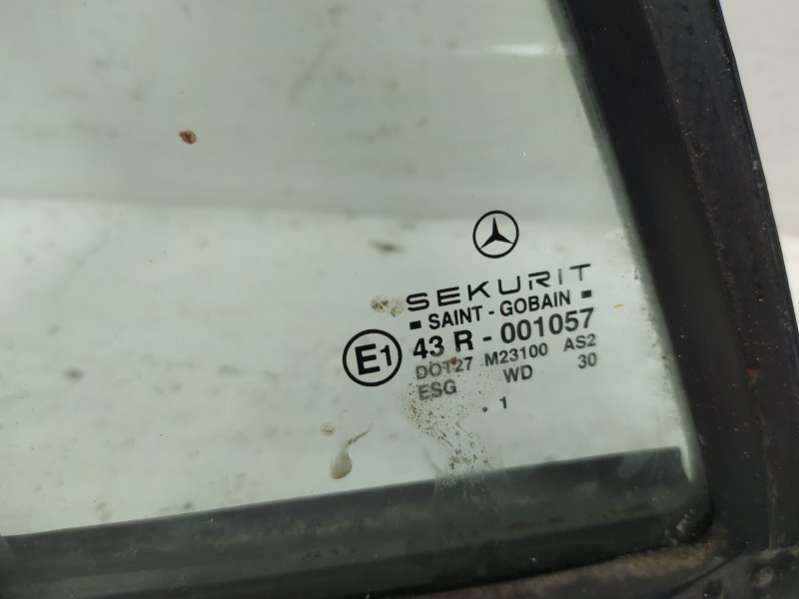 SEKURIT
▪ SAINT - GOBAIN ▪
E1 43 R - 001057
DOT27 M23100 AS2
ESG WD 30
. 1